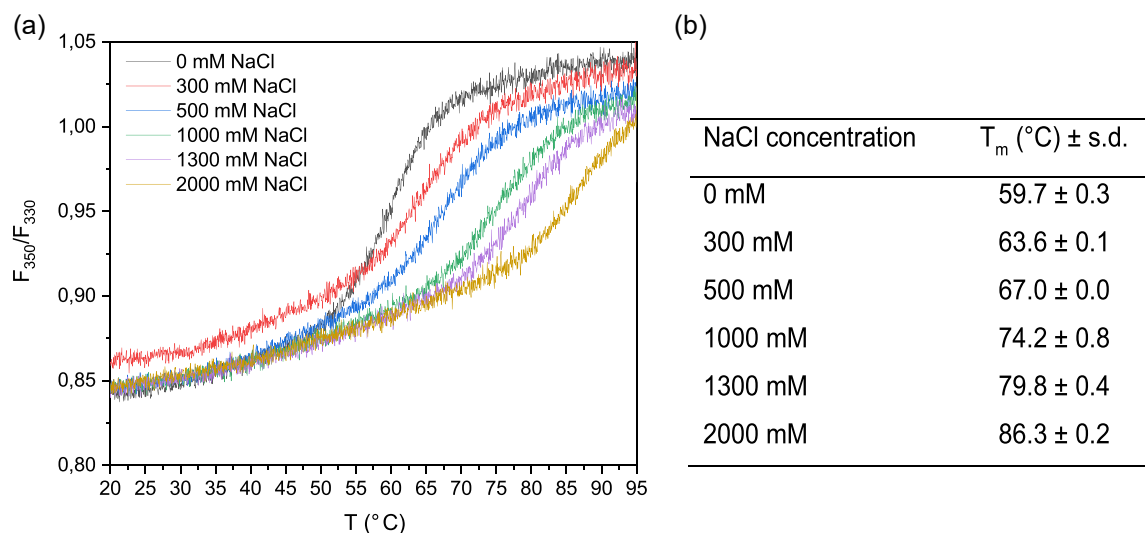 (a)
1,05
1,00
0,95
0,90
0,85
0,80
F350/F330
0 mM NaCl
300 mM NaCl
500 mM NaCl
1000 mM NaCl
1300 mM NaCl
2000 mM NaCl
20 25 30 35 40 45 50 55 60 65 70 75 80 85 90 95
T (°C)
(b)
NaCl concentration Tm (°C) ± s.d.
0 mM 59.7 ± 0.3
300 mM 63.6 ± 0.1
500 mM 67.0 ± 0.0
1000 mM 74.2 ± 0.8
1300 mM 79.8 ± 0.4
2000 mM 86.3 ± 0.2